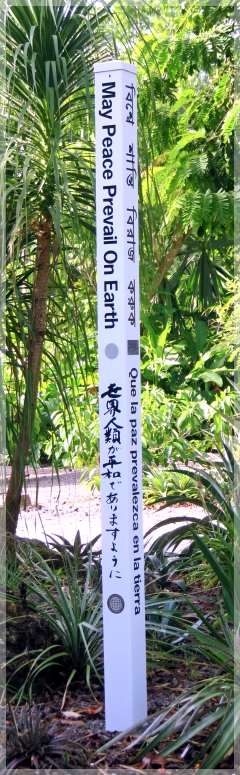 May Peace Prevail On Earth
世界人類が平和でありますように
বিশ্বে শান্তি বিরাজ করুক
Que la paz prevalezca en la tierra